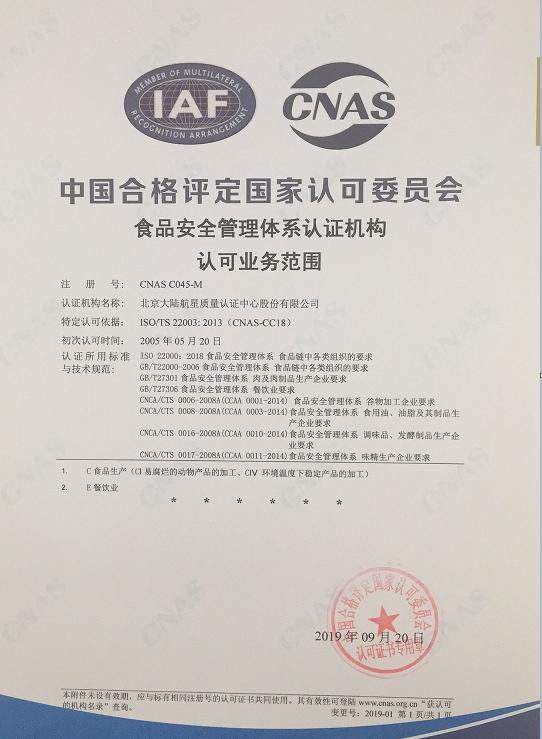 MEMBER OF MULTILATERAL
IAF
RECOGNITION ARRANGEMENT
CNAS
中国合格评定国家认可委员会
食品安全管理体系认证机构
认可业务范围
注 册 号: CNAS C045-M
认证机构名称: 北京大陆航星质量认证中心股份有限公司
特定认可依据: ISO/TS 22003: 2013（CNAS-CC18）
初次认可时间: 2005 年 05 月 20 日
认证所用标准 ISO 22000: 2018 食品安全管理体系 食品链中各类组织的要求
与技术规范: GB/T22000-2006 食品安全管理体系 食品链中各类组织的要求
GB/T27301 食品安全管理体系 肉及肉制品生产企业要求
GB/T27306 食品安全管理体系 餐饮业要求
CNCA/CTS 0006-2008A(CCAA 0001-2014) 食品安全管理体系 谷物加工企业要求
CNCA/CTS 0008-2008A(CCAA 0003-2014)食品安全管理体系 食用油、油脂及其制品生
产企业要求
CNCA/CTS 0016-2008A(CCAA 0010-2014)食品安全管理体系 调味品、发酵制品生产企
业要求
CNCA/CTS 0017-2008A(CCAA 0011-2014)食品安全管理体系 味精生产企业要求
1. C 食品生产（CI 易腐烂的动物产品的加工、CIV 环境温度下稳定产品的加工）
2. E 餐饮业
* * * * * *
中国合格评定国家认可委员会
2019 年 09 月 20 日
认可证书专用章
本附件未设有效期，应与标有相同注册号的认可证书共同使用。其有效性可登陆 www.cnas.org.cn“获认可
的机构名录”查询。 变更号: 2019-01 第 1 页/共 1 页